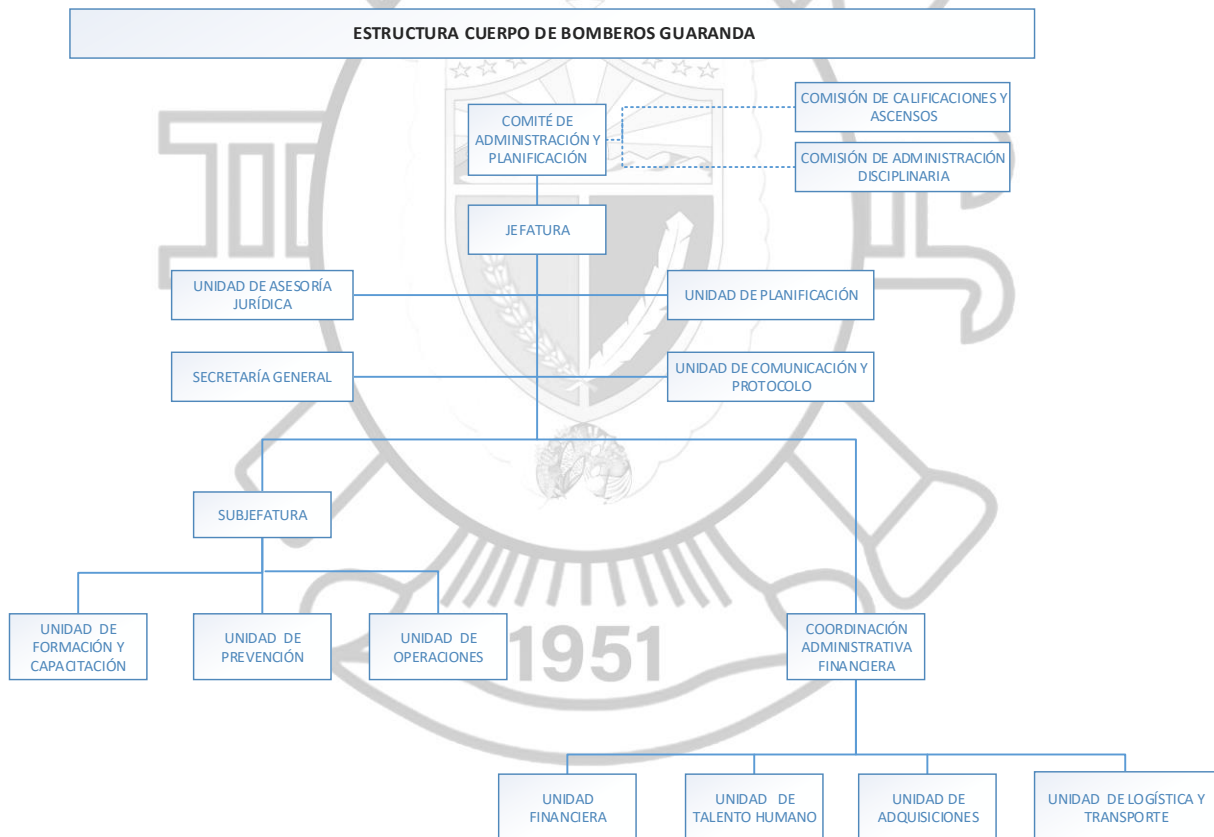 ESTRUCTURA CUERPO DE BOMBEROS GUARANDA
COMITÉ DE
ADMINISTRACIÓN Y
PLANIFICACIÓN
COMISIÓN DE CALIFICACIONES Y
ASCENSOS
COMISIÓN DE ADMINISTRACIÓN
DISCIPLINARIA
JEFATURA
UNIDAD DE ASESORÍA
JURÍDICA
UNIDAD DE PLANIFICACIÓN
SECRETARÍA GENERAL
UNIDAD DE COMUNICACIÓN Y
PROTOCOLO
SUBJEFATURA
UNIDAD DE
FORMACIÓN Y
CAPACITACIÓN
UNIDAD DE
PREVENCIÓN
UNIDAD DE
OPERACIONES
COORDINACIÓN
ADMINISTRATIVA
FINANCIERA
1951
UNIDAD
FINANCIERA
UNIDAD DE
TALENTO HUMANO
UNIDAD DE
ADQUISICIONES
UNIDAD DE LOGÍSTICA Y
TRANSPORTE